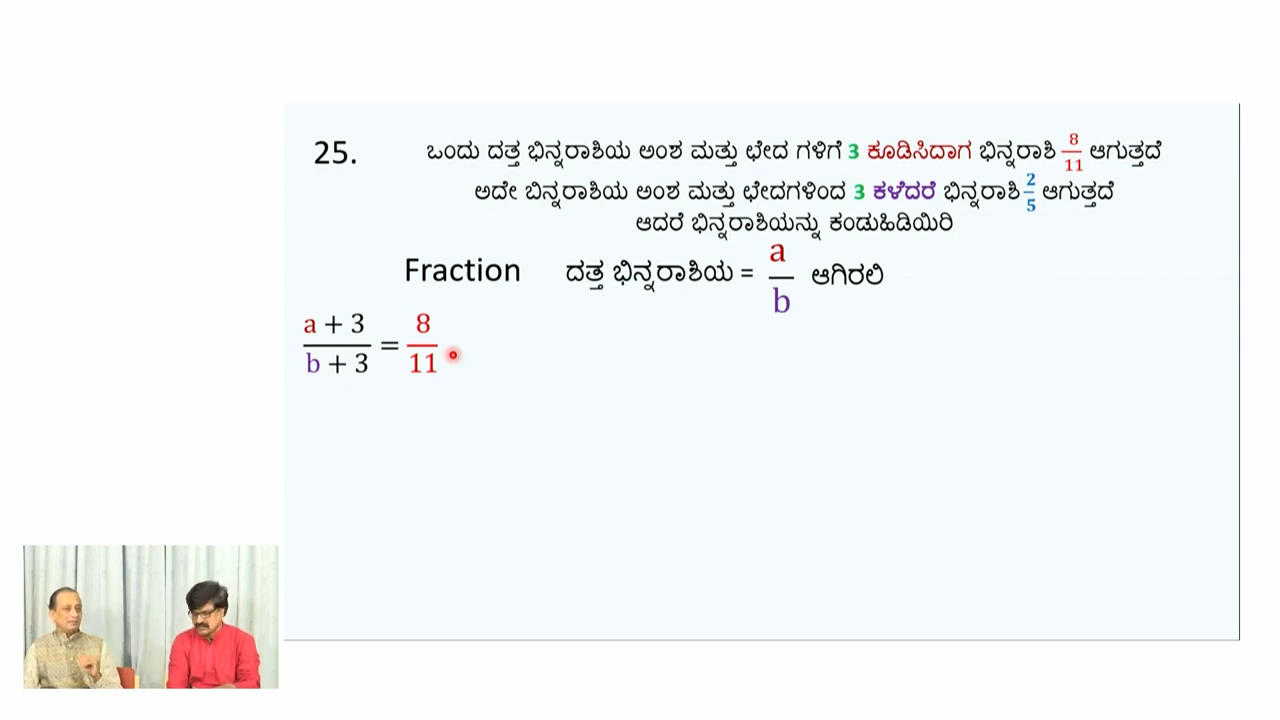 25. ಒಂದು ದತ್ತ ಭಿನ್ನರಾಶಿಯ ಅಂಶ ಮತ್ತು ಛೇದ ಗಳಿಗೆ 3 ಕೂಡಿಸಿದಾಗ ಭಿನ್ನರಾಶಿ 8/11 ಆಗುತ್ತದೆ
ಅದೇ ಬಿನ್ನರಾಶಿಯ ಅಂಶ ಮತ್ತು ಛೇದಗಳಿಂದ 3 ಕಳೆದರೆ ಭಿನ್ನರಾಶಿ 2/5 ಆಗುತ್ತದೆ
ಆದರೆ ಭಿನ್ನರಾಶಿಯನ್ನು ಕಂಡುಹಿಡಿಯಿರಿ
Fraction ದತ್ತ ಭಿನ್ನರಾಶಿಯ = a/b ಆಗಿರಲಿ
(a + 3)/(b + 3) = 8/11